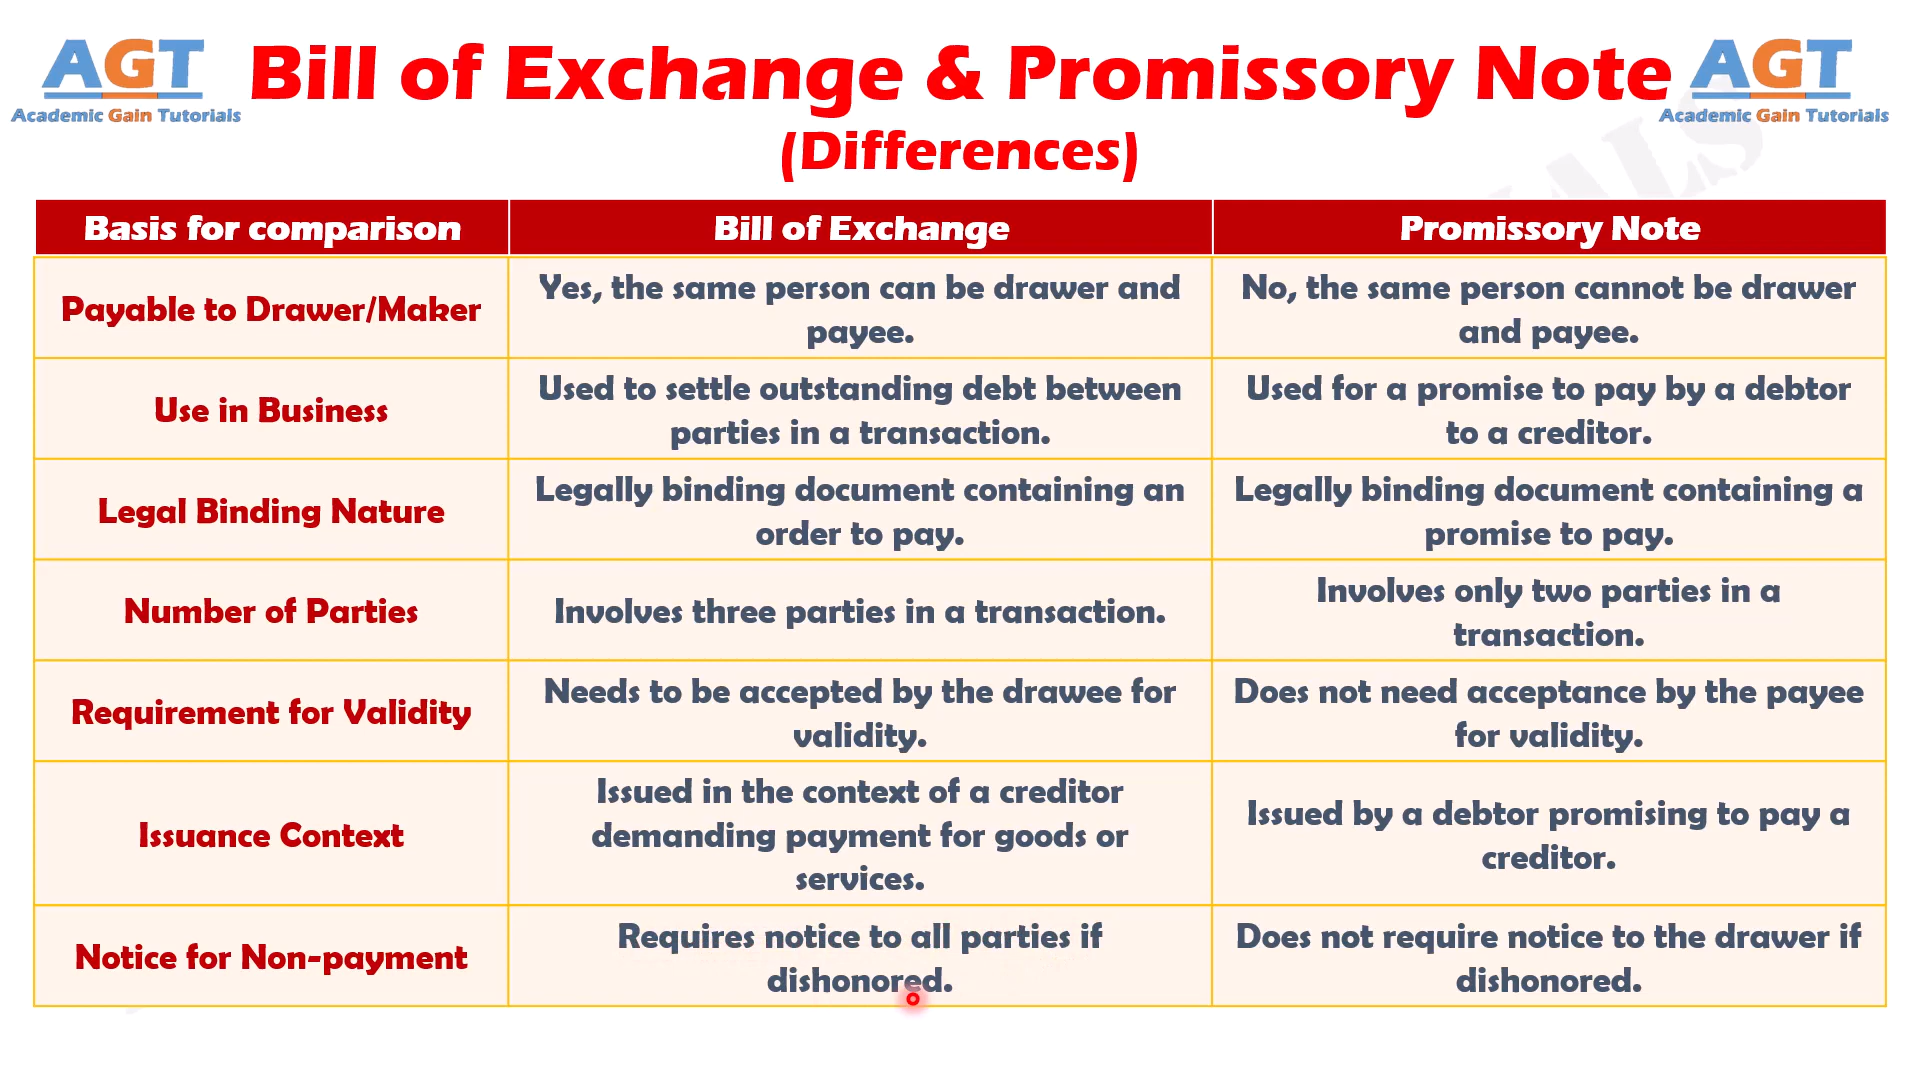 AGT
Academic Gain Tutorials
Bill of Exchange & Promissory Note
(Differences)
AGT
Academic Gain Tutorials
Basis for comparison
Bill of Exchange
Promissory Note
Payable to Drawer/Maker
Yes, the same person can be drawer and
payee.
No, the same person cannot be drawer
and payee.
Use in Business
Used to settle outstanding debt between
parties in a transaction.
Used for a promise to pay by a debtor
to a creditor.
Legal Binding Nature
Legally binding document containing an
order to pay.
Legally binding document containing a
promise to pay.
Number of Parties
Involves three parties in a transaction.
Involves only two parties in a
transaction.
Requirement for Validity
Needs to be accepted by the drawee for
validity.
Does not need acceptance by the payee
for validity.
Issuance Context
Issued in the context of a creditor
demanding payment for goods or
services.
Issued by a debtor promising to pay a
creditor.
Notice for Non-payment
Requires notice to all parties if
dishonored.
Does not require notice to the drawer if
dishonored.